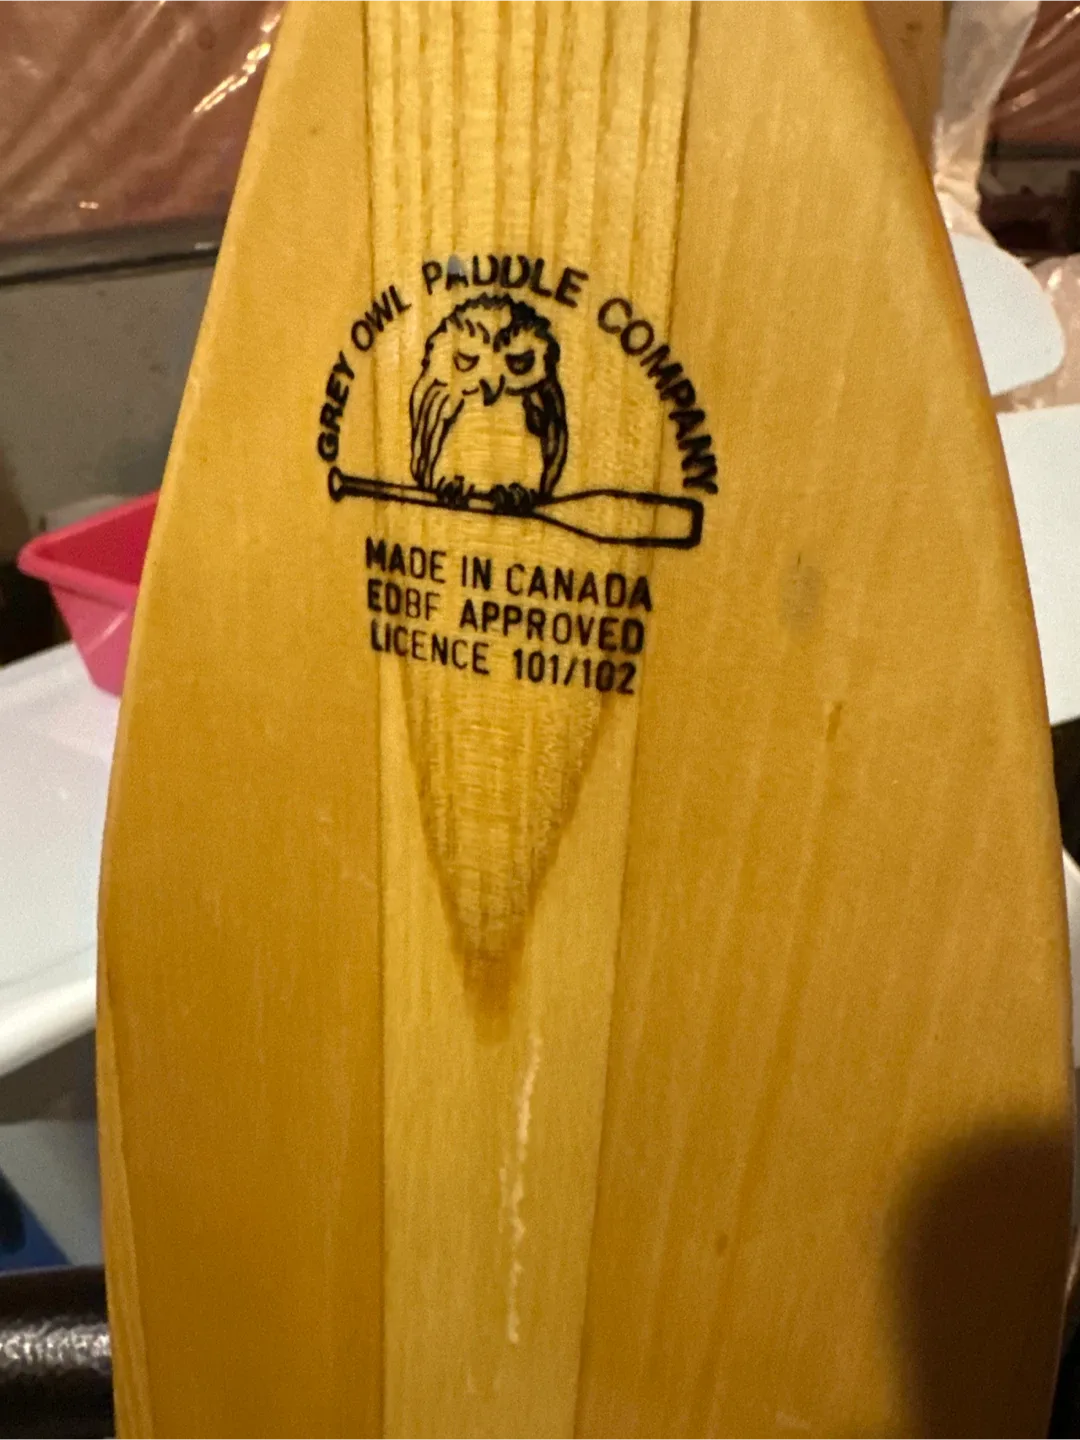 GREY OWL PADDLE COMPANY
MADE IN CANADA
EDBF APPROVED
LICENCE 101/102